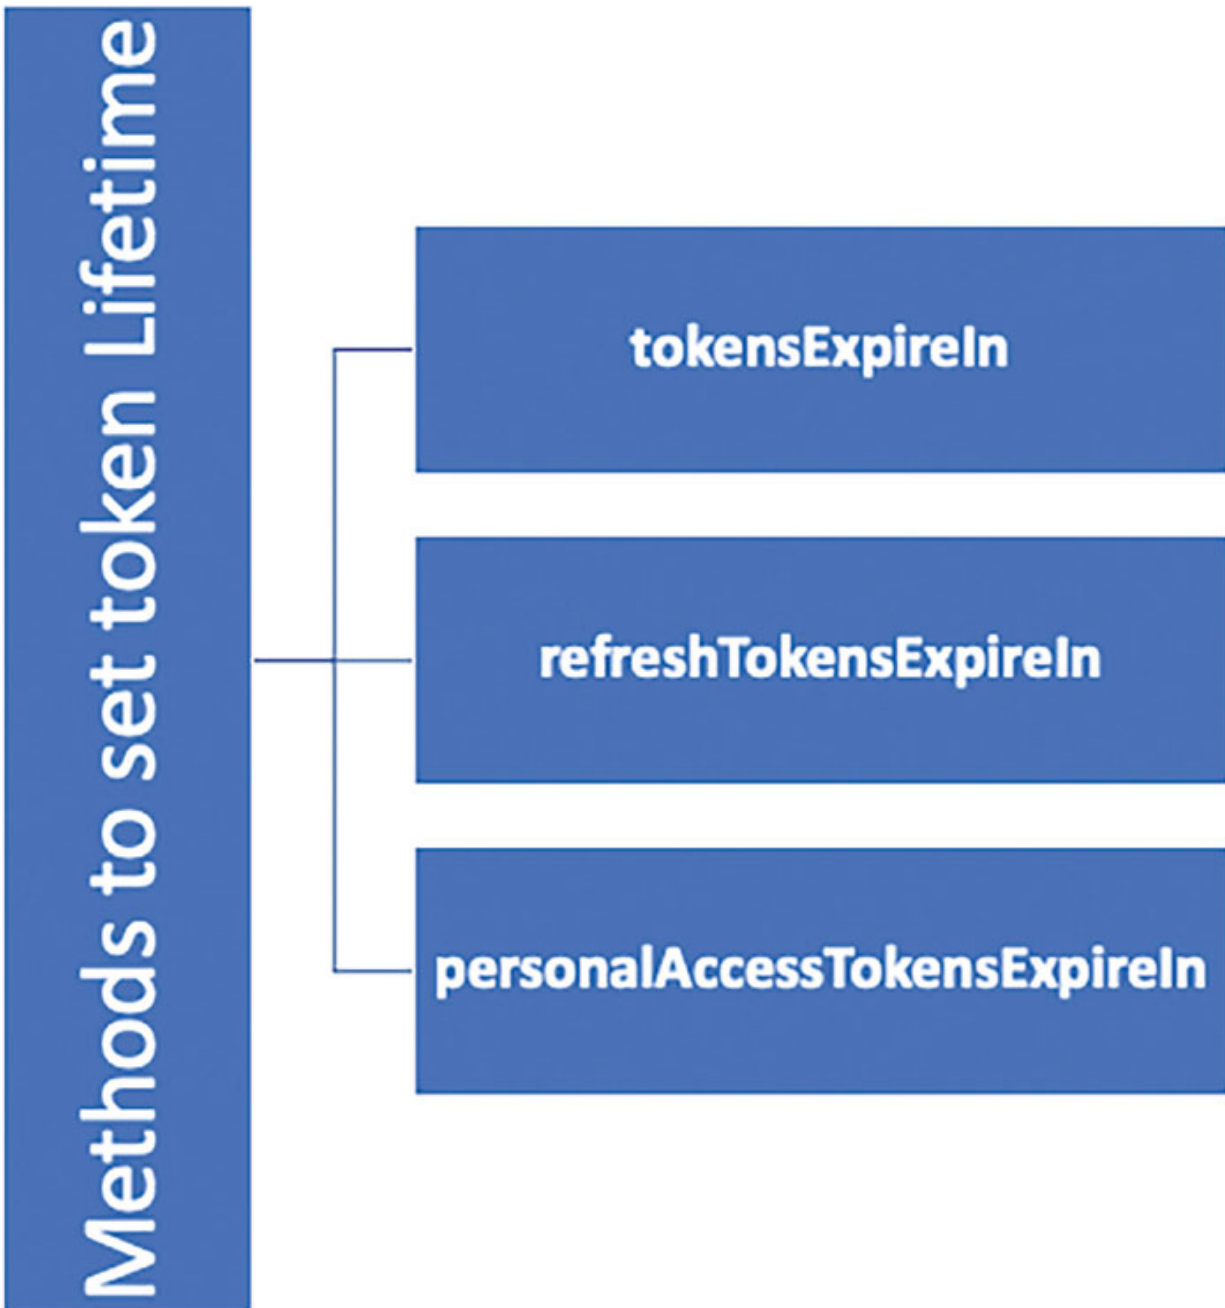 Methods to set token Lifetime
tokensExpireIn
refreshTokensExpireIn
personalAccessTokensExpireIn